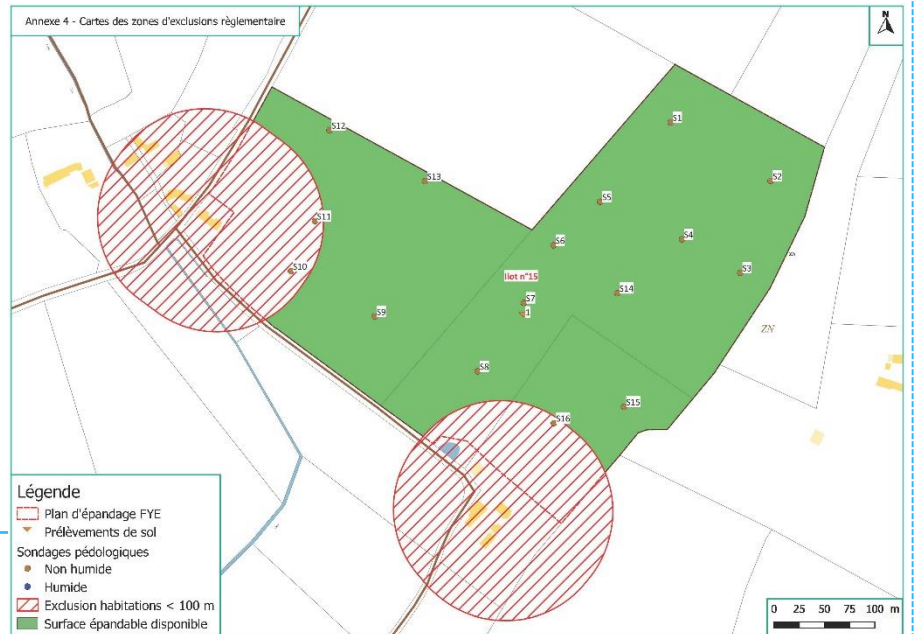 Annexe 4 - Cartes des zones d'exclusions règlementaire
N
S12
S1
S13
S2
S5
S11
S4
S6
S10
Ilot n°15
S3
S14
S7
S9
1
ZN
S8
S15
S16
Légende
Plan d'épandage FYE
Prélèvements de sol
Sondages pédologiques
Non humide
Humide
Exclusion habitations < 100 m
Surface épandable disponible
0 25 50 75 100 m